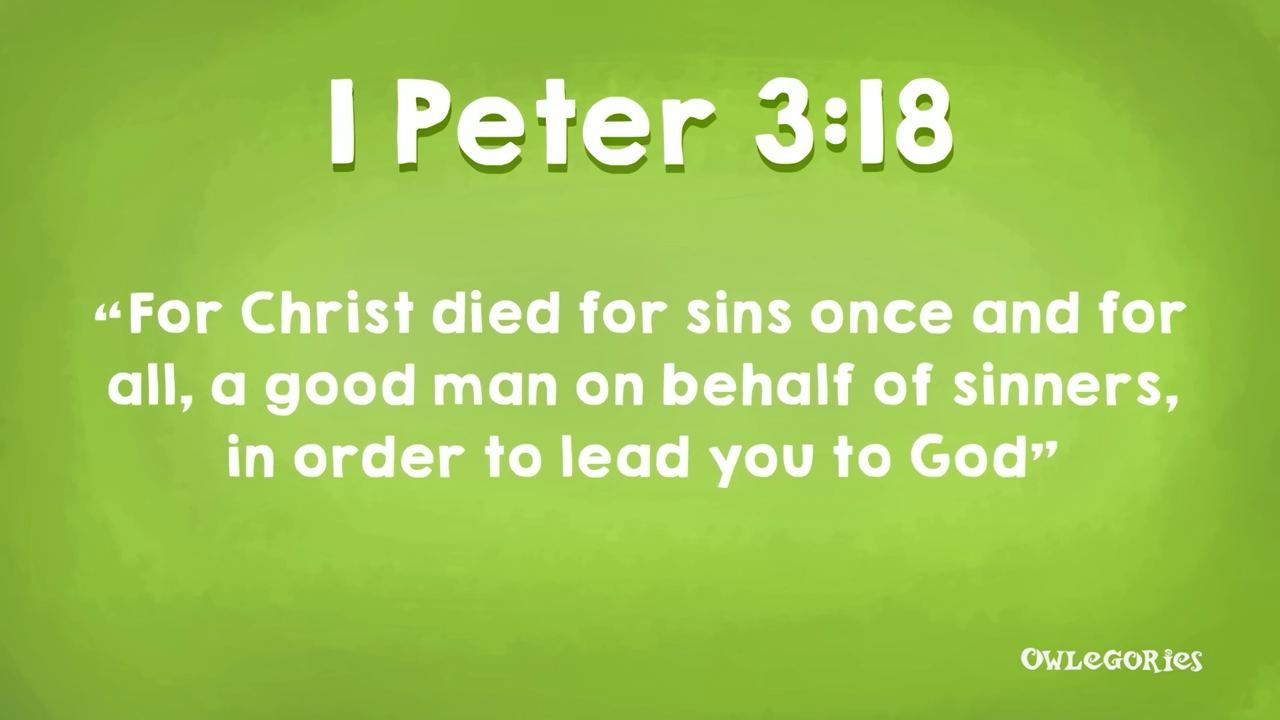 1 Peter 3:18
“For Christ died for sins once and for
all, a good man on behalf of sinners,
in order to lead you to God”
OWLeGORieS